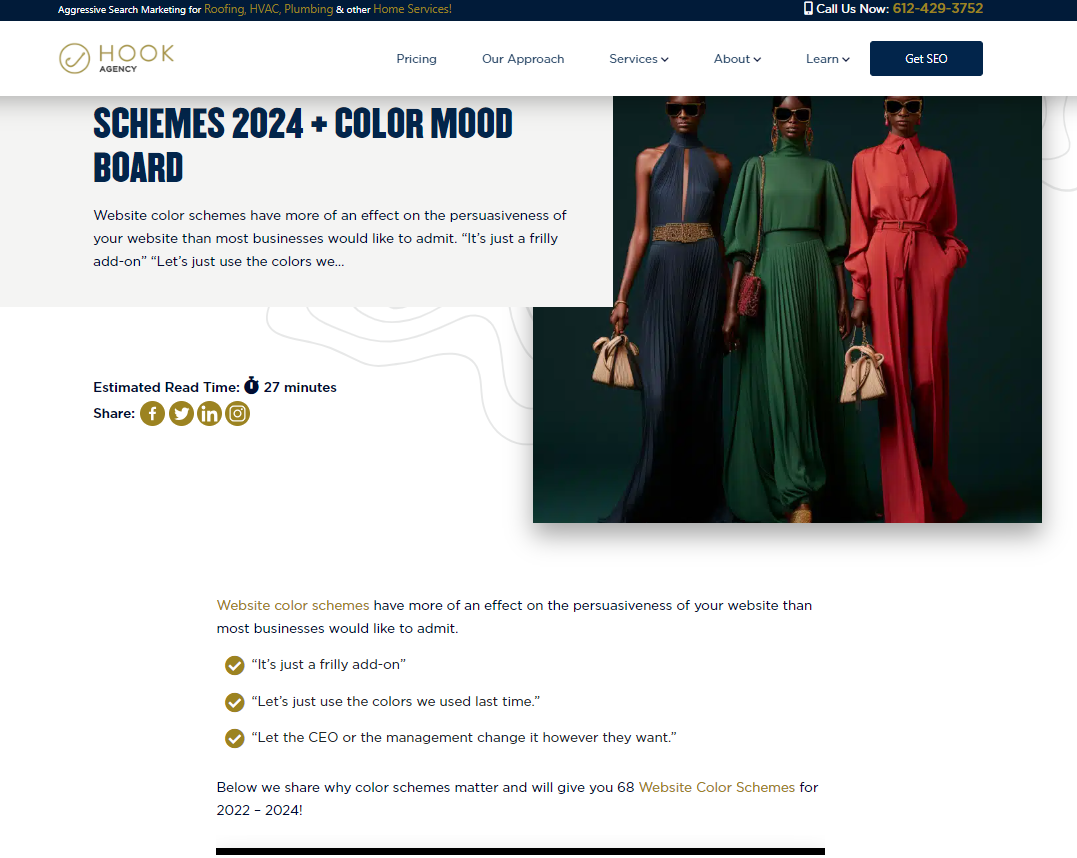 Aggressive Search Marketing for Roofing, HVAC, Plumbing & other Home Services!
Call Us Now: 612-429-3752
HOOK
AGENCY
Pricing
Our Approach
Services
About
Learn
Get SEO
SCHEMES 2024 + COLOR MOOD
BOARD
Website color schemes have more of an effect on the persuasiveness of
your website than most businesses would like to admit. “It’s just a frilly
add-on” “Let’s just use the colors we...
Estimated Read Time: 27 minutes
Share:
Website color schemes have more of an effect on the persuasiveness of your website than
most businesses would like to admit.
“It’s just a frilly add-on”
“Let’s just use the colors we used last time.”
“Let the CEO or the management change it however they want.”
Below we share why color schemes matter and will give you 68 Website Color Schemes for
2022 – 2024!